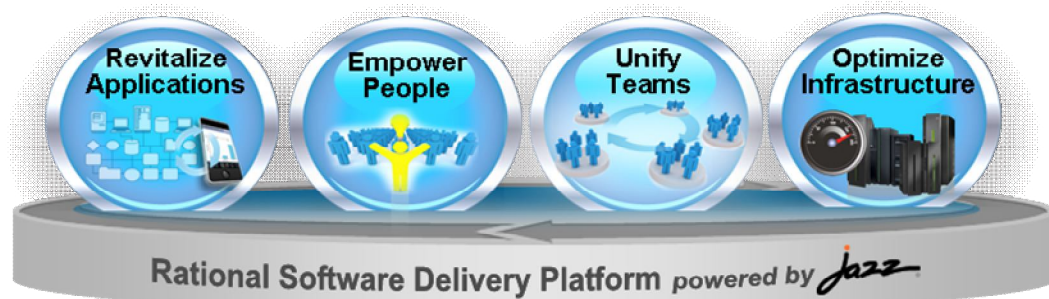 Revitalize
Applications
Empower
People
Unify
Teams
Optimize
Infrastructure
Rational Software Delivery Platform powered by jazz